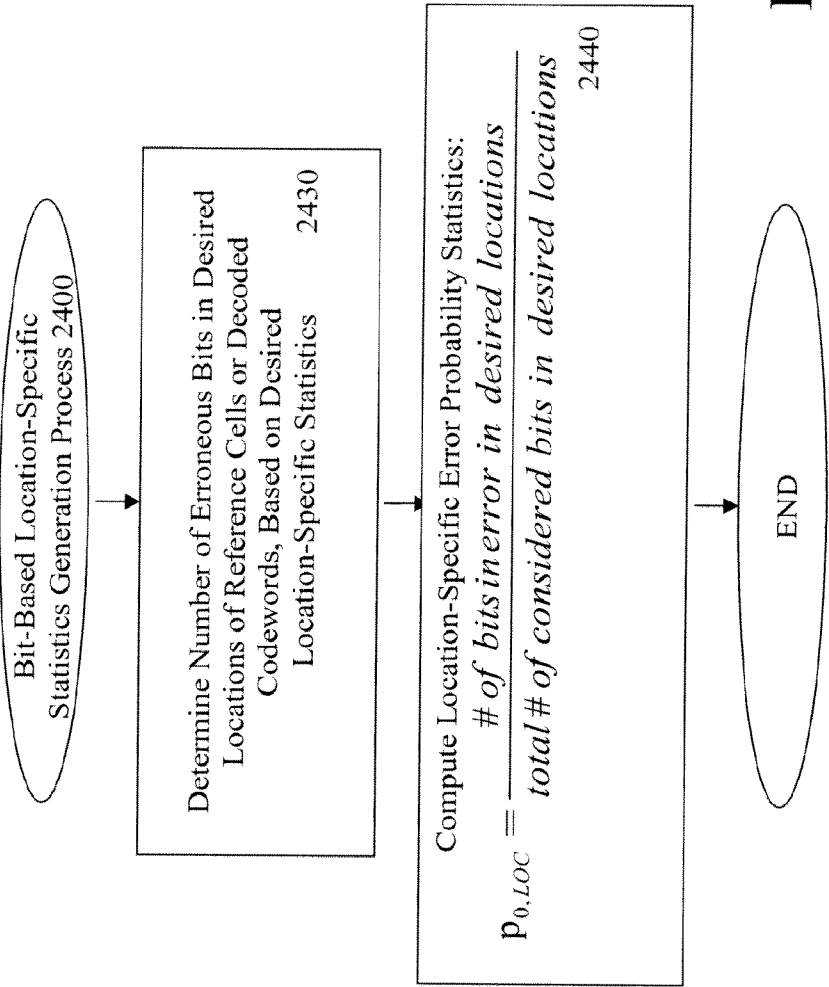 Bit-Based Location-Specific
Statistics Generation Process 2400
Determine Number of Erroneous Bits in Desired
Locations of Reference Cells or Decoded
Codewords, Based on Desired
Location-Specific Statistics 2430
Compute Location-Specific Error Probability Statistics:
# of bits in error in desired locations
p0,LOC =
total # of considered bits in desired locations
2440
END